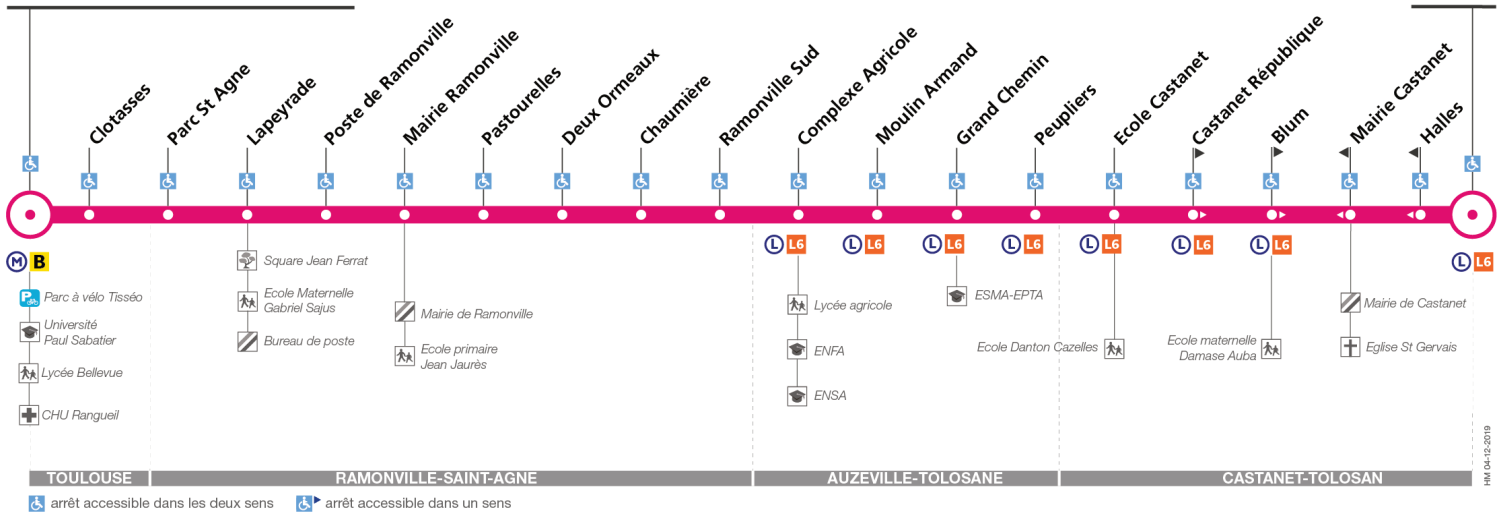 Clotasses
Parc St Agne
Lapeyrade
Poste de Ramonville
Mairie Ramonville
Pastourelles
Deux Ormeaux
Chaumière
Ramonville Sud
Complexe Agricole
Moulin Armand
Grand Chemin
Peupliers
Ecole Castanet
Castanet République
Blum
Mairie Castanet
Halles
M B
P Parc à vélo Tisséo
Université
Paul Sabatier
Lycée Bellevue
CHU Rangueil
Square Jean Ferrat
Ecole Maternelle
Gabriel Sajus
Bureau de poste
Mairie de Ramonville
Ecole primaire
Jean Jaurès
L L6
Lycée agricole
ENFA
ENSA
L L6
L L6
ESMA-EPTA
L L6
L L6
Ecole Danton Cazelles
L L6
L L6
Ecole maternelle
Damase Auba
Mairie de Castanet
Eglise St Gervais
L L6
HM 04-12-2019
TOULOUSE
RAMONVILLE-SAINT-AGNE
AUZEVILLE-TOLOSANE
CASTANET-TOLOSAN
arrêt accessible dans les deux sens
arrêt accessible dans un sens